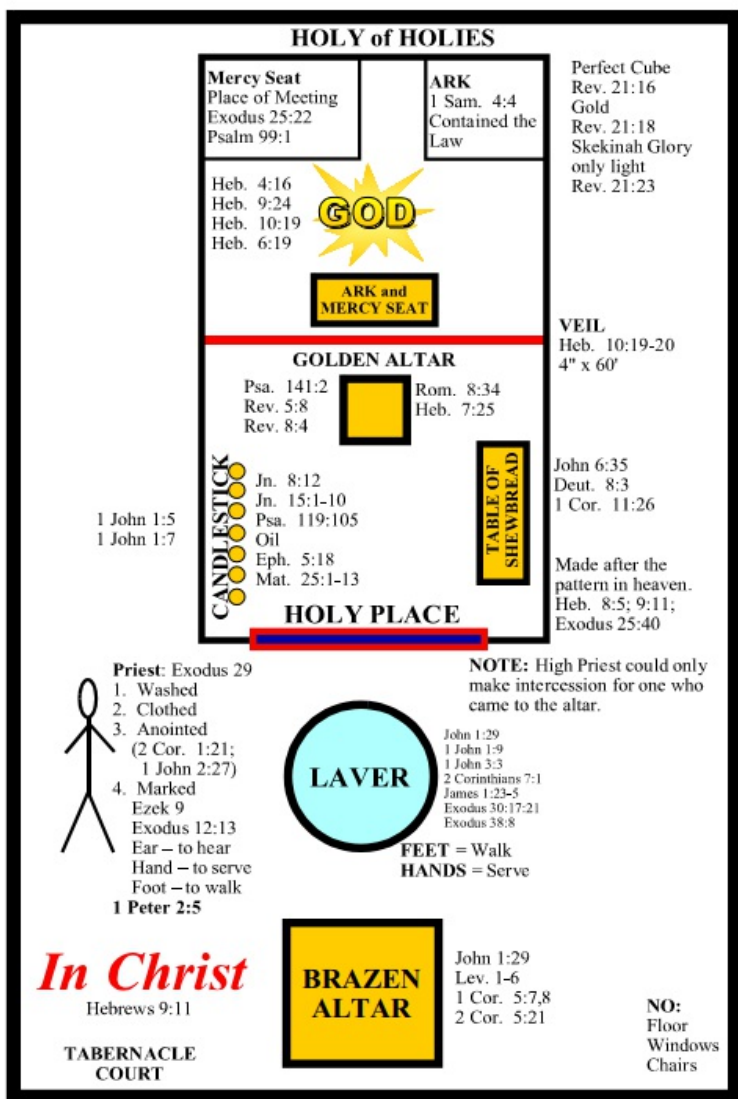 HOLY of HOLIES
Mercy Seat
Place of Meeting
Exodus 25:22
Psalm 99:1
ARK
1 Sam. 4:4
Contained the
Law
Perfect Cube
Rev. 21:16
Gold
Rev. 21:18
Skekinah Glory
only light
Rev. 21:23
Heb. 4:16
Heb. 9:24
Heb. 10:19
Heb. 6:19
GOD
ARK and
MERCY SEAT
VEIL
Heb. 10:19-20
4" x 60'
GOLDEN ALTAR
Psa. 141:2
Rev. 5:8
Rev. 8:4
Rom. 8:34
Heb. 7:25
CANDLESTICK
Jn. 8:12
Jn. 15:1-10
Psa. 119:105
Oil
Eph. 5:18
Mat. 25:1-13
1 John 1:5
1 John 1:7
TABLE OF
SHEWBREAD
John 6:35
Deut. 8:3
1 Cor. 11:26
Made after the
pattern in heaven.
Heb. 8:5; 9:11;
Exodus 25:40
HOLY PLACE
Priest: Exodus 29
1. Washed
2. Clothed
3. Anointed
(2 Cor. 1:21;
1 John 2:27)
4. Marked
Ezek 9
Exodus 12:13
Ear – to hear
Hand – to serve
Foot – to walk
1 Peter 2:5
NOTE: High Priest could only
make intercession for one who
came to the altar.
LAVER
John 1:29
1 John 1:9
1 John 3:3
2 Corinthians 7:1
James 1:23-5
Exodus 30:17:21
Exodus 38:8
FEET = Walk
HANDS = Serve
In Christ
Hebrews 9:11
TABERNACLE
COURT
BRAZEN
ALTAR
John 1:29
Lev. 1-6
1 Cor. 5:7,8
2 Cor. 5:21
NO:
Floor
Windows
Chairs